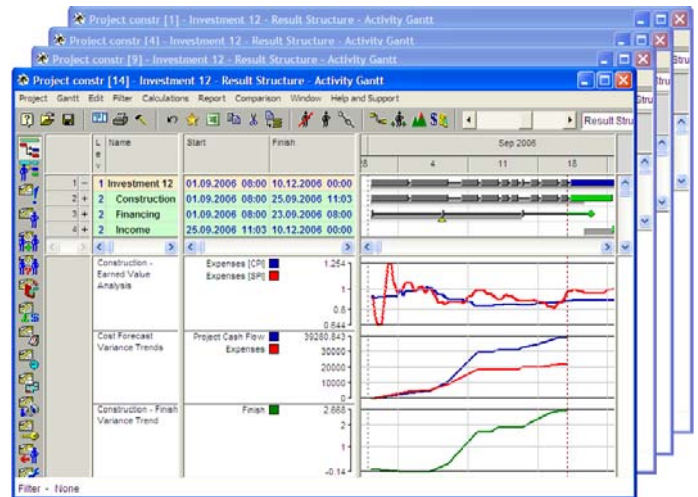 Project constr [1] - Investment 12 - Result Structure - Activity Gantt
Project constr [4] - Investment 12 - Result Structure - Activity Gantt
Project constr [9] - Investment 12 - Result Structure - Activity Gantt
Project constr [14] - Investment 12 - Result Structure - Activity Gantt
Project Gantt Edit Filter Calculations Report Comparison Window Help and Support
Result Stru
Stru
Stru
Lev Name Start Finish Sep 2006
4 11 18
1 - 1 Investment 12 01.09.2006 08:00 10.12.2006 00:00
2 + 2 Construction 01.09.2006 08:00 25.09.2006 11:03
3 + 2 Financing 01.09.2006 08:00 23.09.2006 08:00
4 + 2 Income 25.09.2006 11:03 10.12.2006 00:00
Construction - Earned Value Analysis
Expenses [CPI]
Expenses [SPI]
1.254
1
0.8
0.644
Cost Forecast Variance Trends
Project Cash Flow
Expenses
39280.843
30000
20000
10000
0
Construction - Finish Variance Trend
Finish
2.668
2
1
-0.14
Filter - None